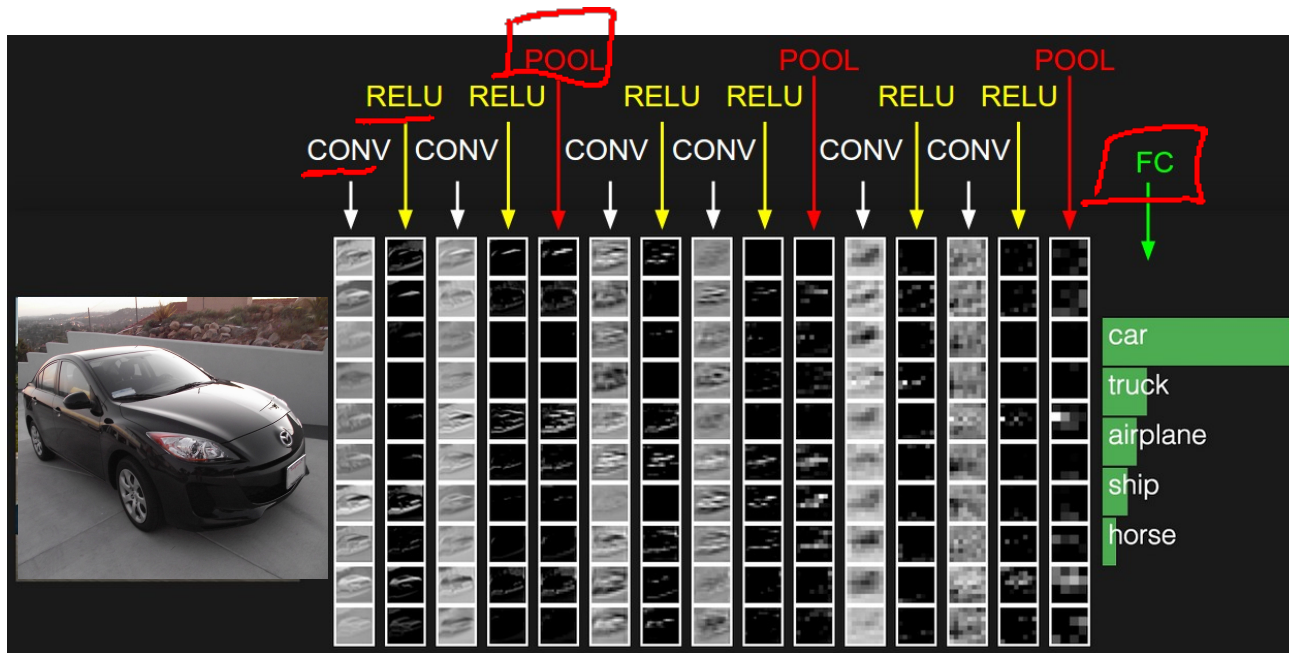 POOL POOL POOL
RELU RELU RELU RELU RELU RELU
CONV CONV CONV CONV CONV CONV
FC
car
truck
airplane
ship
horse